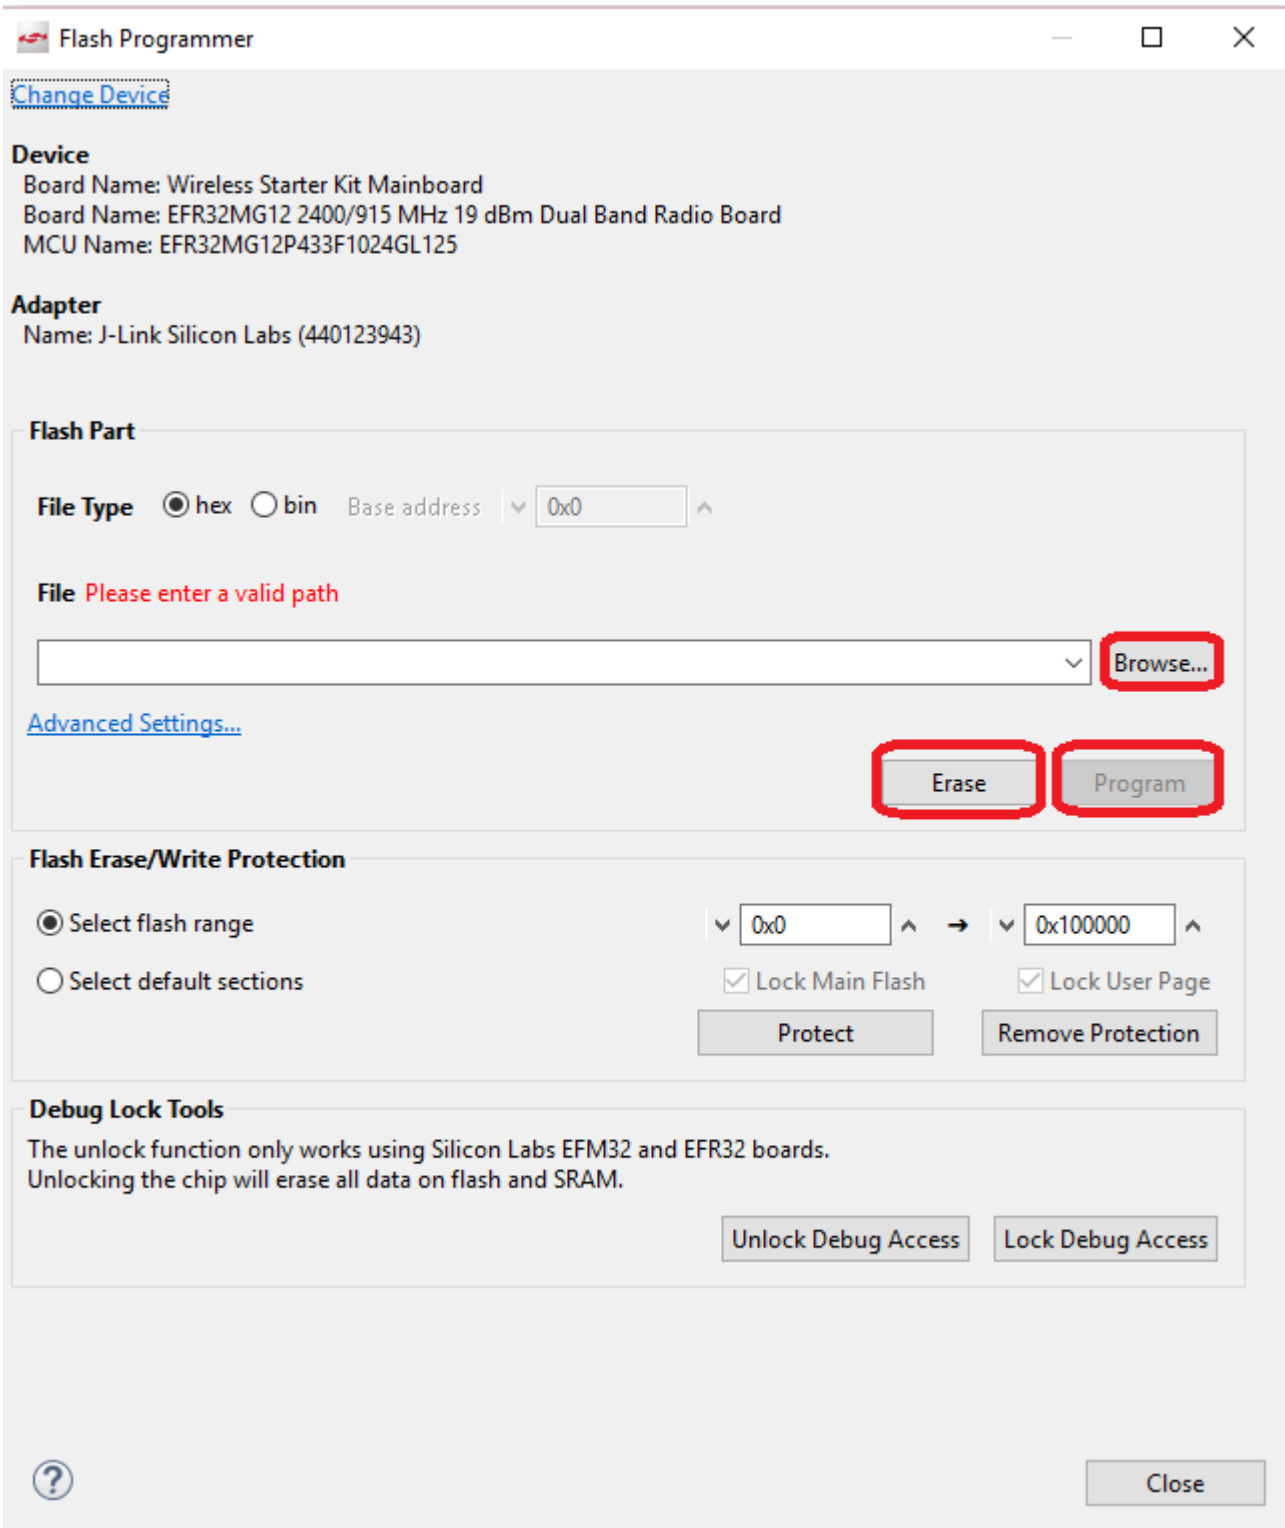 Flash Programmer
Change Device
Device
Board Name: Wireless Starter Kit Mainboard
Board Name: EFR32MG12 2400/915 MHz 19 dBm Dual Band Radio Board
MCU Name: EFR32MG12P433F1024GL125
Adapter
Name: J-Link Silicon Labs (440123943)
Flash Part
File Type hex bin Base address 0x0
File Please enter a valid path
Browse...
Advanced Settings...
Erase Program
Flash Erase/Write Protection
Select flash range 0x0 → 0x100000
Select default sections Lock Main Flash Lock User Page
Protect Remove Protection
Debug Lock Tools
The unlock function only works using Silicon Labs EFM32 and EFR32 boards.
Unlocking the chip will erase all data on flash and SRAM.
Unlock Debug Access Lock Debug Access
? Close